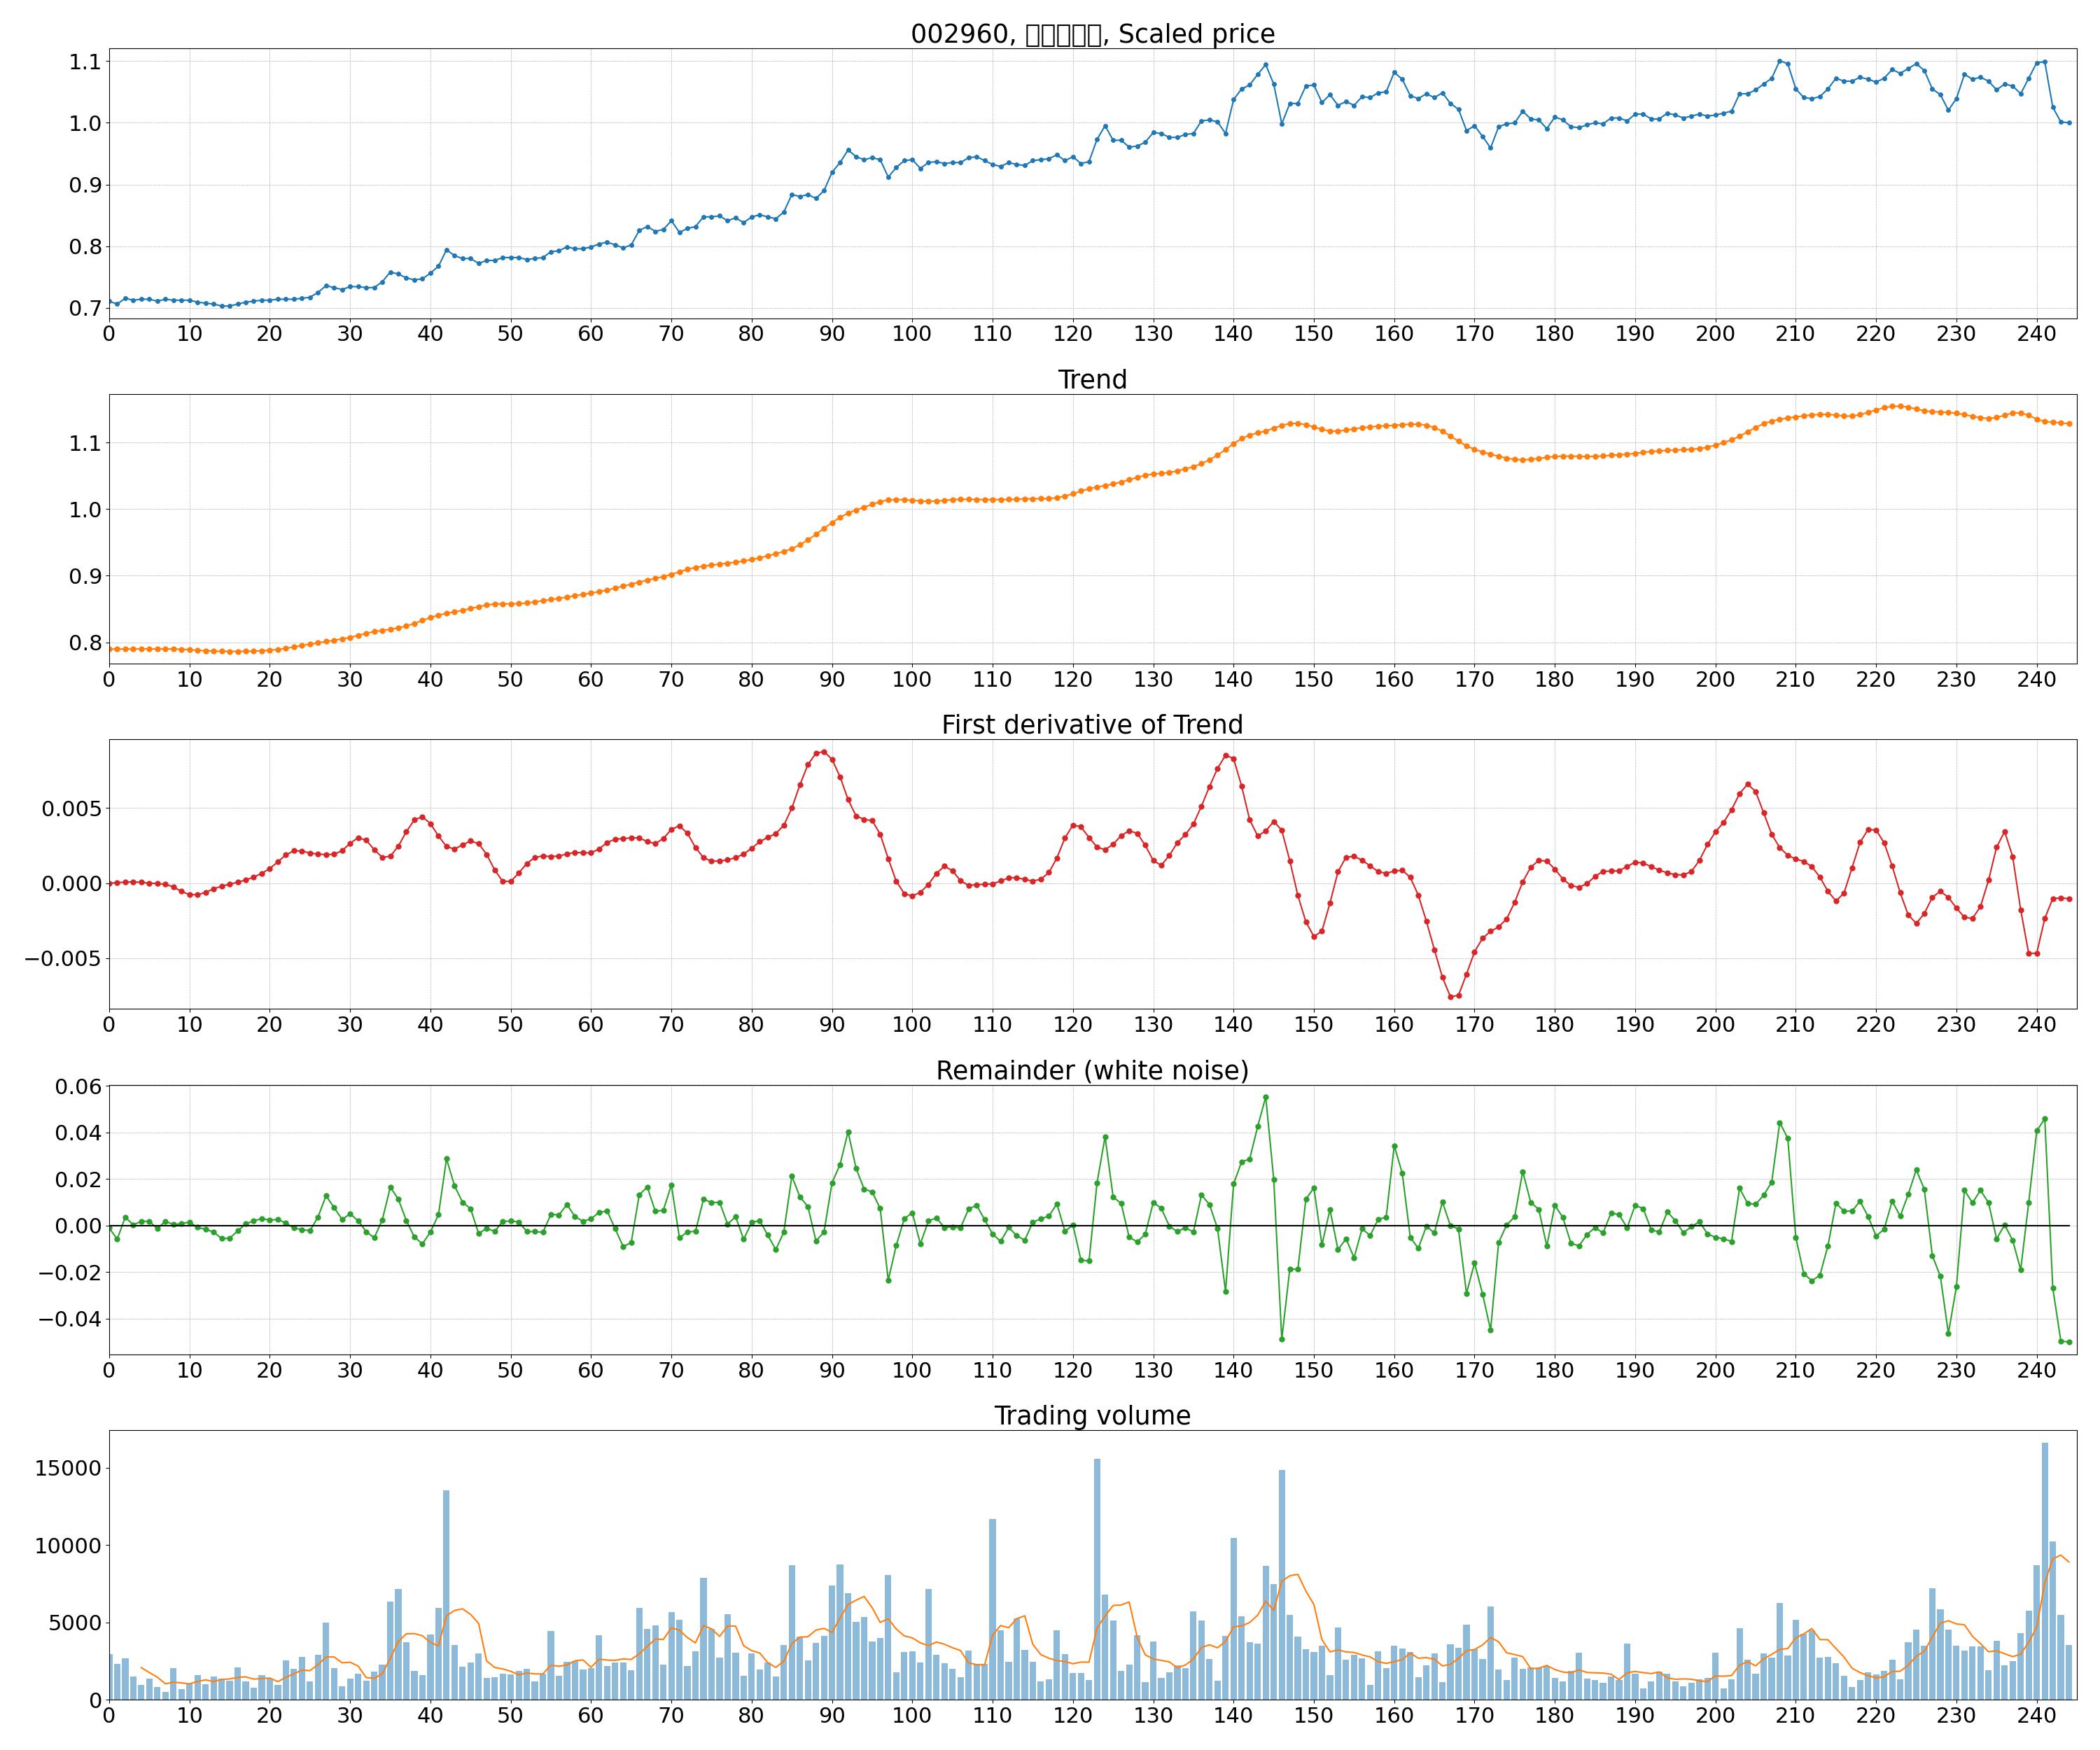 002960, □□□□□, Scaled price
1.1
1.0
0.9
0.8
0.7
0 10 20 30 40 50 60 70 80 90 100 110 120 130 140 150 160 170 180 190 200 210 220 230 240
Trend
1.1
1.0
0.9
0.8
0 10 20 30 40 50 60 70 80 90 100 110 120 130 140 150 160 170 180 190 200 210 220 230 240
First derivative of Trend
0.005
0.000
−0.005
0 10 20 30 40 50 60 70 80 90 100 110 120 130 140 150 160 170 180 190 200 210 220 230 240
Remainder (white noise)
0.06
0.04
0.02
0.00
−0.02
−0.04
0 10 20 30 40 50 60 70 80 90 100 110 120 130 140 150 160 170 180 190 200 210 220 230 240
Trading volume
15000
10000
5000
0
0 10 20 30 40 50 60 70 80 90 100 110 120 130 140 150 160 170 180 190 200 210 220 230 240